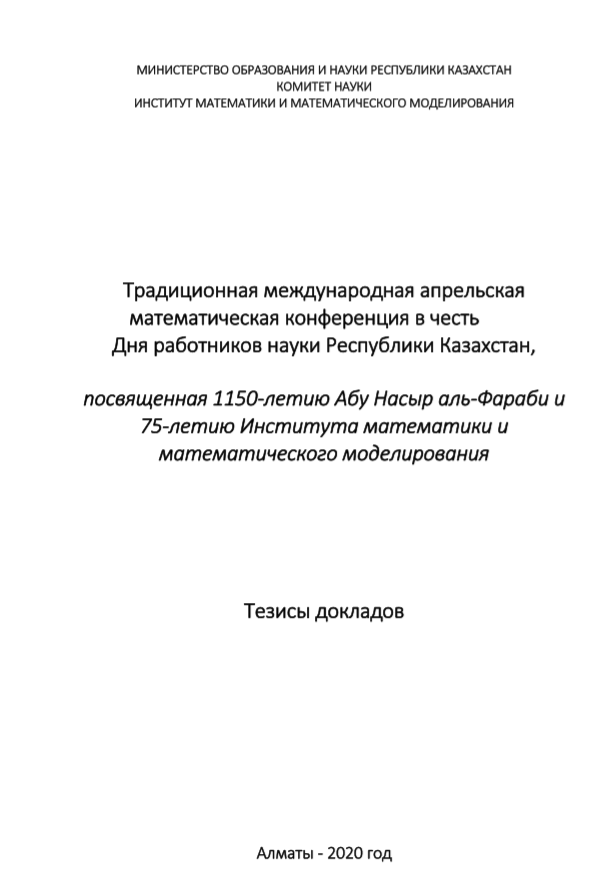 МИНИСТЕРСТВО ОБРАЗОВАНИЯ И НАУКИ РЕСПУБЛИКИ КАЗАХСТАН
КОМИТЕТ НАУКИ
ИНСТИТУТ МАТЕМАТИКИ И МАТЕМАТИЧЕСКОГО МОДЕЛИРОВАНИЯ
Традиционная международная апрельская
математическая конференция в честь
Дня работников науки Республики Казахстан,
посвященная 1150-летию Абу Насыр аль-Фараби и
75-летию Института математики и
математического моделирования
Тезисы докладов
Алматы - 2020 год